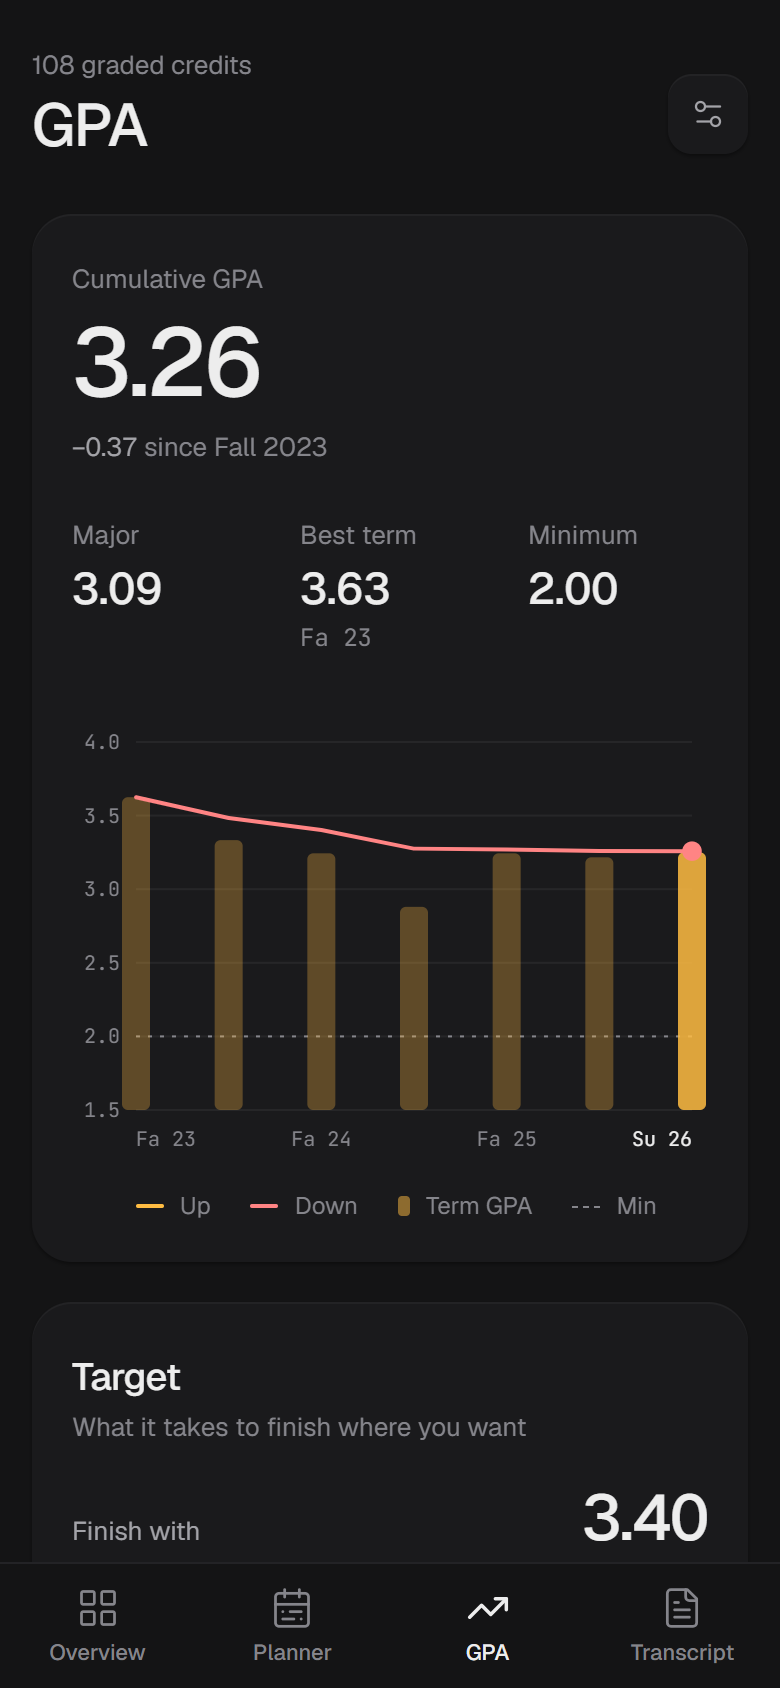 108 graded credits
GPA
Cumulative GPA
3.26
−0.37 since Fall 2023
Major Best term Minimum
3.09 3.63 2.00
Fa 23
4.0
3.5
3.0
2.5
2.0
1.5
Fa 23 Fa 24 Fa 25 Su 26
Up Down Term GPA Min
Target
What it takes to finish where you want
Finish with 3.40
Overview Planner GPA Transcript